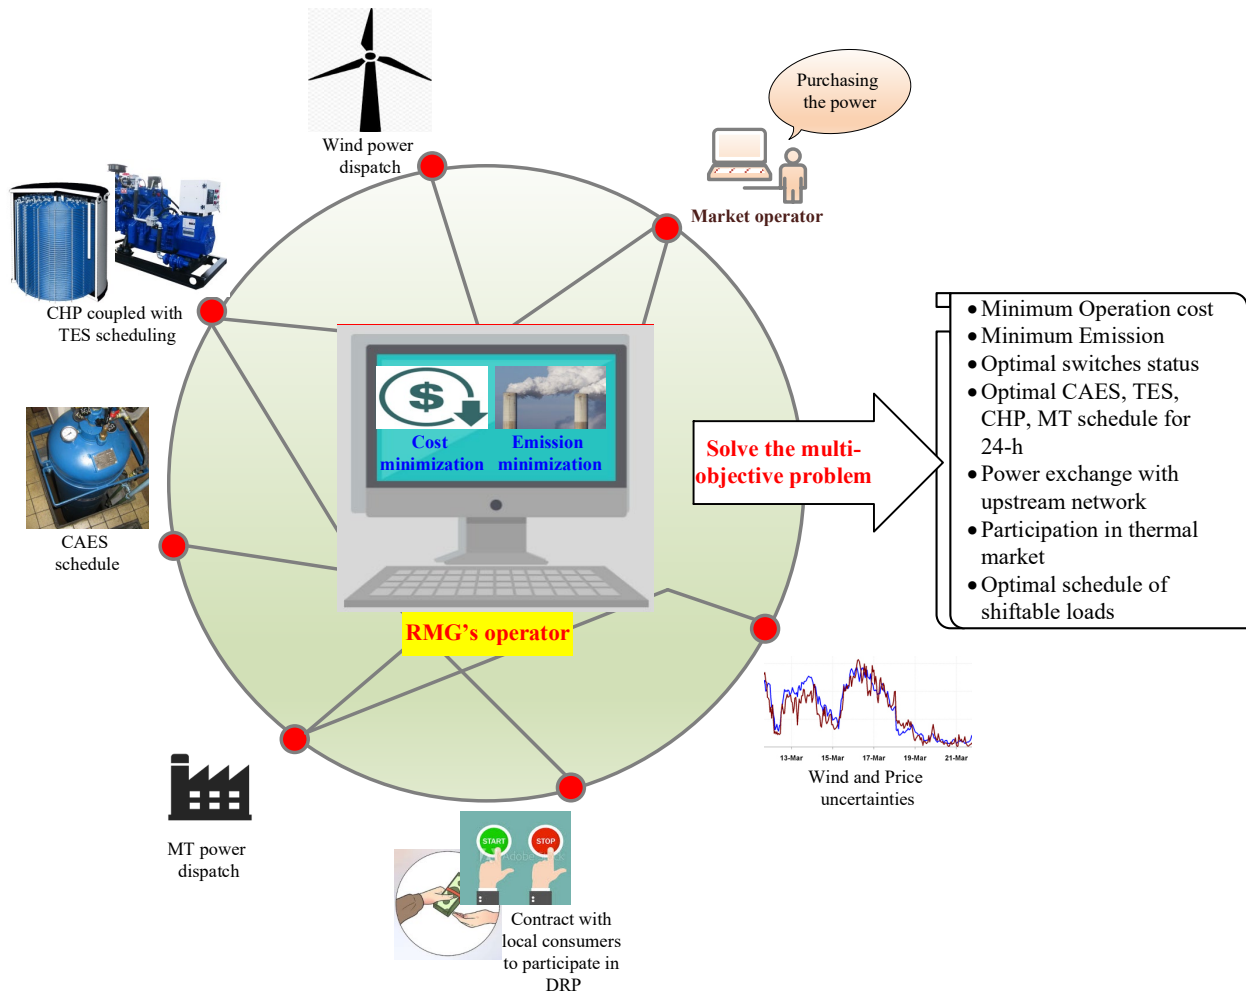 Purchasing
the power
Wind power
dispatch
Market operator
CHP coupled with
TES scheduling
Cost
minimization
Emission
minimization
Solve the multi-
objective problem
• Minimum Operation cost
• Minimum Emission
• Optimal switches status
• Optimal CAES, TES,
CHP, MT schedule for
24-h
• Power exchange with
upstream network
• Participation in thermal
market
• Optimal schedule of
shiftable loads
CAES
schedule
RMG's operator
13-Mar 15-Mar 17-Mar 19-Mar 21-Mar
Wind and Price
uncertainties
MT power
dispatch
START
STOP
Contract with
local consumers
to participate in
DRP